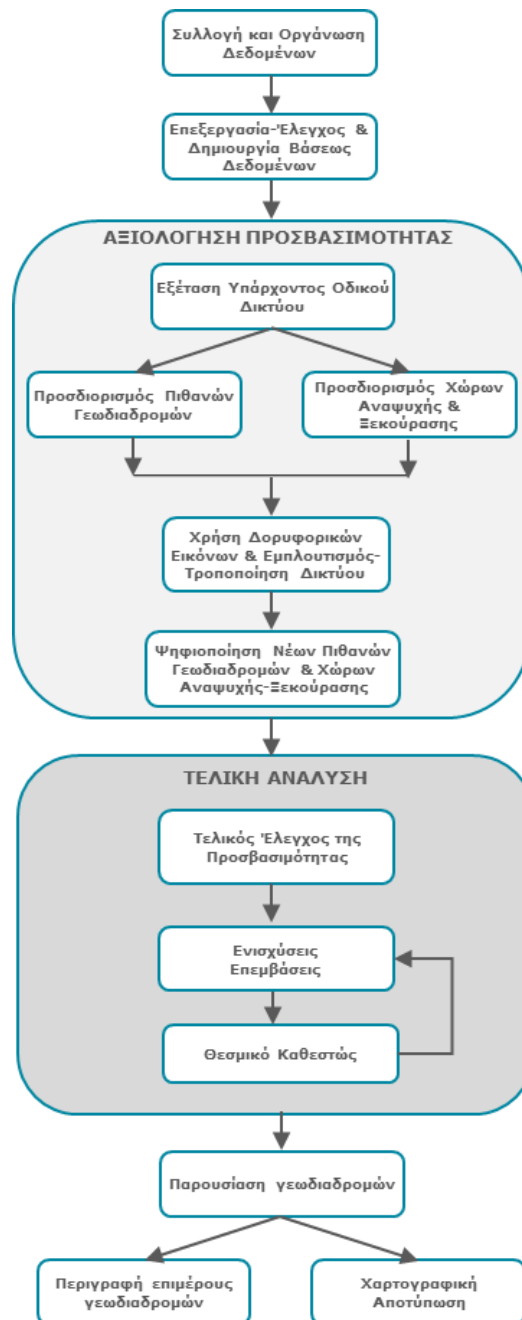 Συλλογή και Οργάνωση
Δεδομένων
Επεξεργασία-Έλεγχος &
Δημιουργία Βάσεως
Δεδομένων
ΑΞΙΟΛΟΓΗΣΗ ΠΡΟΣΒΑΣΙΜΟΤΗΤΑΣ
Εξέταση Υπάρχοντος Οδικού
Δικτύου
Προσδιορισμός Πιθανών
Γεωδιαδρομών
Προσδιορισμός Χώρων
Αναψυχής &
Ξεκούρασης
Χρήση Δορυφορικών
Εικόνων & Εμπλουτισμός-
Τροποποίηση Δικτύου
Ψηφιοποίηση Νέων Πιθανών
Γεωδιαδρομών & Χώρων
Αναψυχής-Ξεκούρασης
ΤΕΛΙΚΗ ΑΝΑΛΥΣΗ
Τελικός Έλεγχος της
Προσβασιμότητας
Ενισχύσεις
Επεμβάσεις
Θεσμικό Καθεστώς
Παρουσίαση γεωδιαδρομών
Περιγραφή επιμέρους
γεωδιαδρομών
Χαρτογραφική
Αποτύπωση